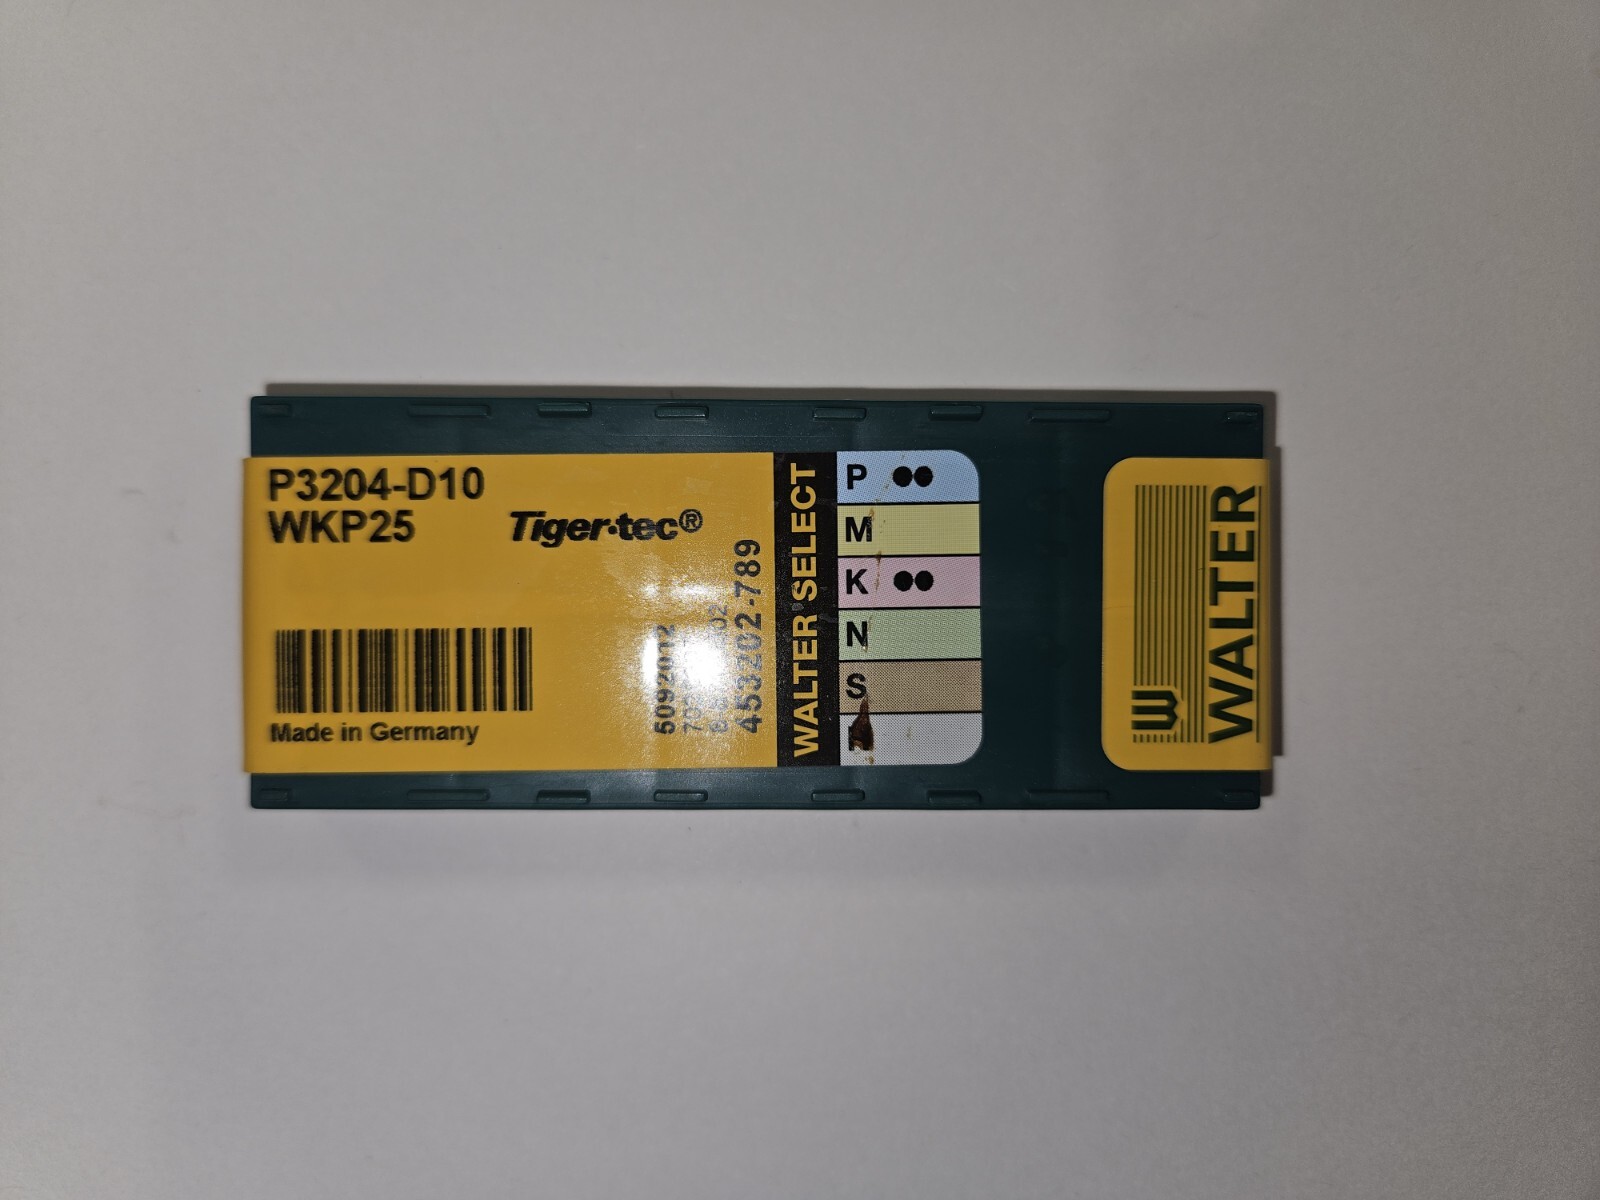 P3204-D10
WKP25
Tiger·tec®
Made in Germany
5092012
453202-789
WALTER SELECT
P
M
K
N
S
W
WALTER